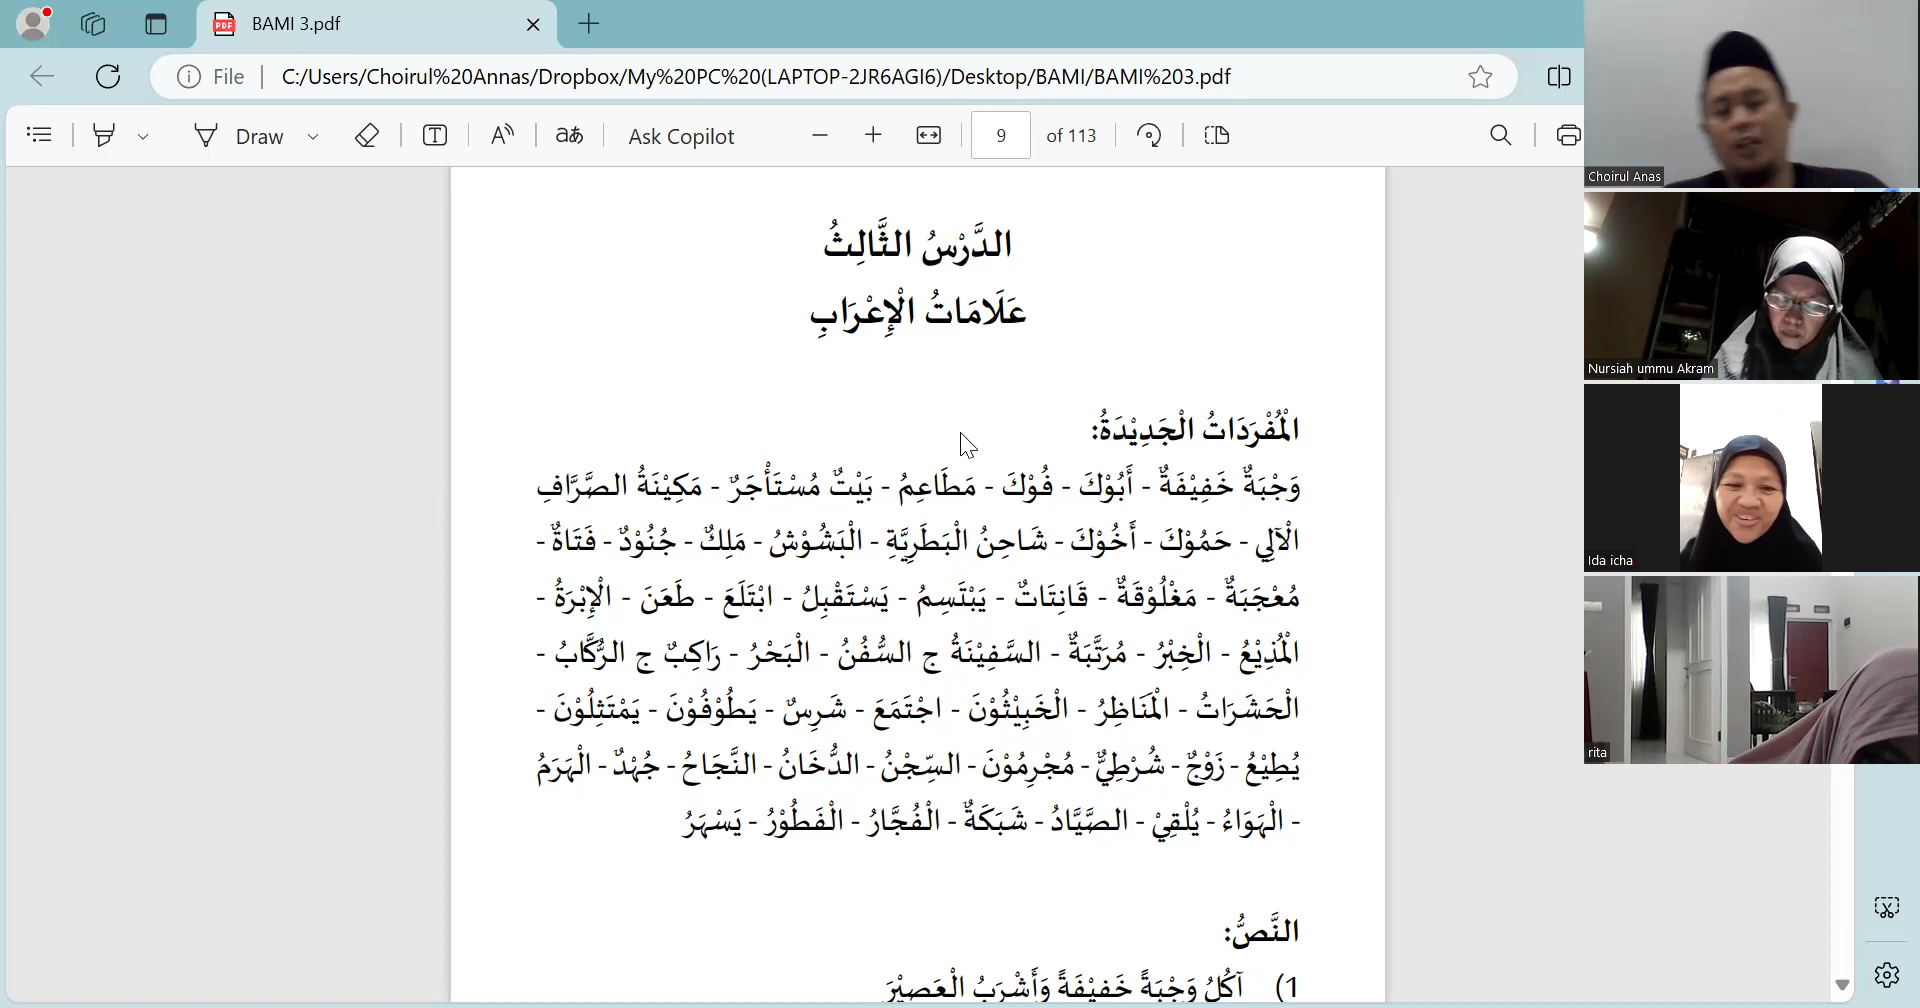 BAMI 3.pdf
File
C:/Users/Choirul%20Annas/Dropbox/My%20PC%20(LAPTOP-2JR6AGI6)/Desktop/BAMI/BAMI%203.pdf
Draw
Ask Copilot
9 of 113
الدَّرْسُ الثَّالِثُ
عَلَامَاتُ الْإِعْرَابِ
الْمُفْرَدَاتُ الْجَدِيْدَةُ:
وَجْبَةٌ خَفِيْفَةٌ - أَبُوْكَ - فُوْكَ - مَطَاعِمُ - بَيْتٌ مُسْتَأْجَرٌ - مَكِيْنَةُ الصَّرَّافِ
الْآلِي - حَمُوْكَ - أَخُوْكَ - شَاحِنُ الْبَطَرِيَّةِ - الْبَشُوْشُ - مَلِكٌ - جُنُوْدٌ - فَتَاةٌ -
مُعْجَبَةٌ - مَغْلُوْقَةٌ - قَانِتَاتٌ - يَبْتَسِمُ - يَسْتَقْبِلُ - ابْتَلَعَ - طَعَنَ - الْإِبْرَةُ -
الْمُذِيْعُ - الْخِبْرُ - مُرَتَّبَةٌ - السَّفِيْنَةُ ج السُّفُنُ - الْبَحْرُ - رَاكِبٌ ج الرُّكَّابُ -
الْحَشَرَاتُ - الْمَنَاظِرُ - الْخَبِيْثُوْنَ - اجْتَمَعَ - شَرِسٌ - يَطُوْفُوْنَ - يَمْتَثِلُوْنَ -
يُطِيْعُ - زَوْجٌ - شُرْطِيٌّ - مُجْرِمُوْنَ - السِّجْنُ - الدُّخَانُ - النَّجَاحُ - جُهْدٌ - الْهَرَمُ
- الْهَوَاءُ - يُلْقِيْ - الصَّيَّادُ - شَبَكَةٌ - الْفُجَّارُ - الْفَطُوْرُ - يَسْهَرُ
النَّصُّ:
1) آكُلُ وَجْبَةً خَفِيْفَةً وَأَشْرَبُ الْعَصِيْرَ
Choirul Anas
Nursiah ummu Akram
Ida icha
rita